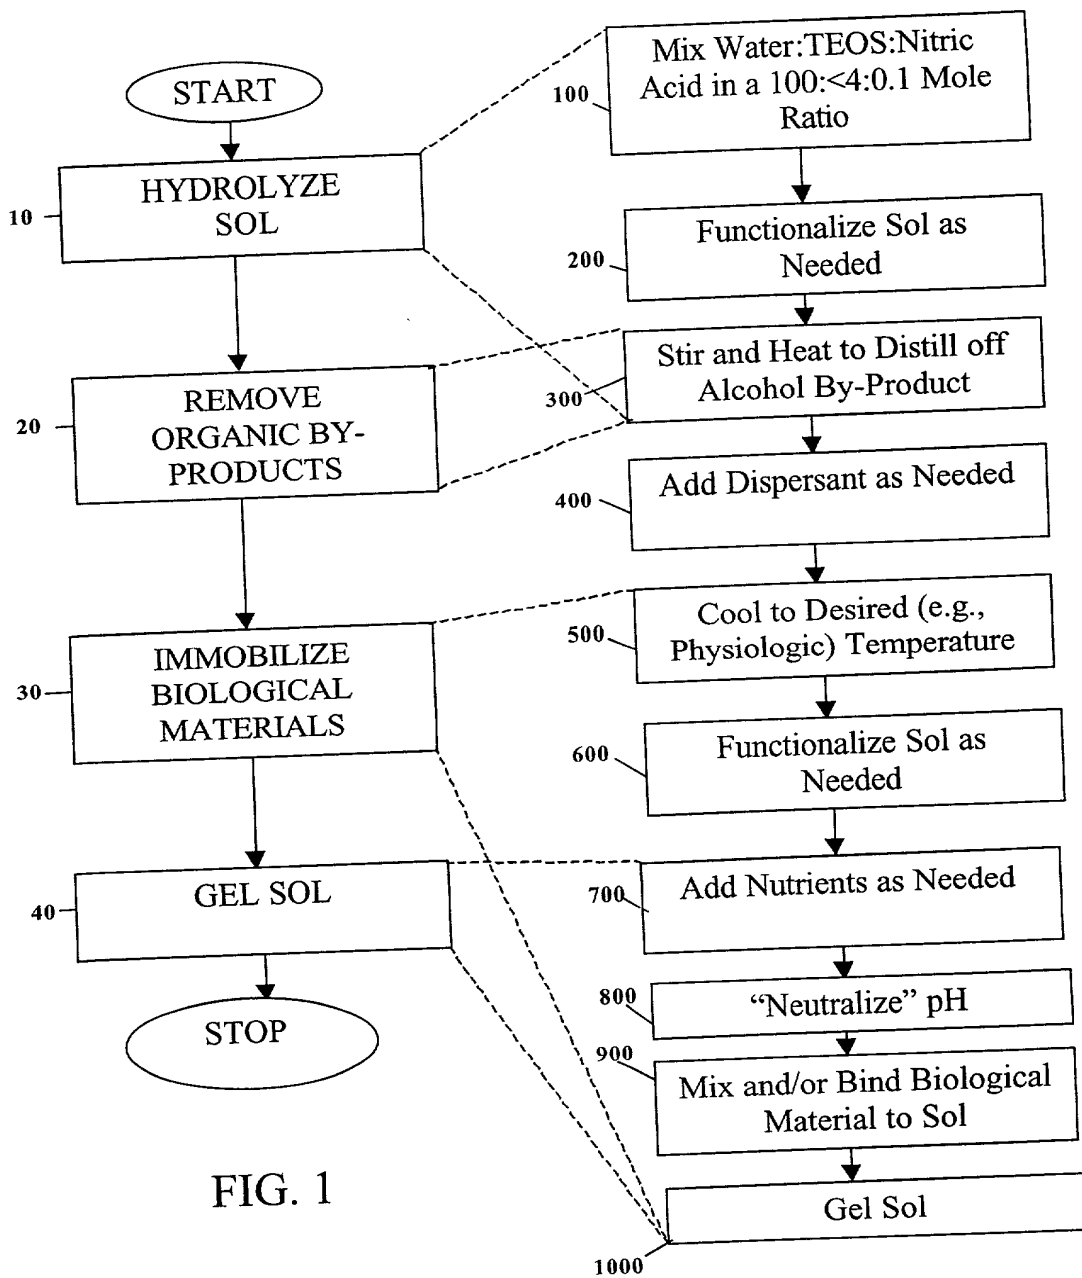 START
10
HYDROLYZE
SOL
20
REMOVE
ORGANIC BY-
PRODUCTS
30
IMMOBILIZE
BIOLOGICAL
MATERIALS
40
GEL SOL
STOP
FIG. 1
100
Mix Water:TEOS:Nitric
Acid in a 100:<4:0.1 Mole
Ratio
200
Functionalize Sol as
Needed
300
Stir and Heat to Distill off
Alcohol By-Product
400
Add Dispersant as Needed
500
Cool to Desired (e.g.,
Physiologic) Temperature
600
Functionalize Sol as
Needed
700
Add Nutrients as Needed
800
“Neutralize” pH
900
Mix and/or Bind Biological
Material to Sol
1000
Gel Sol